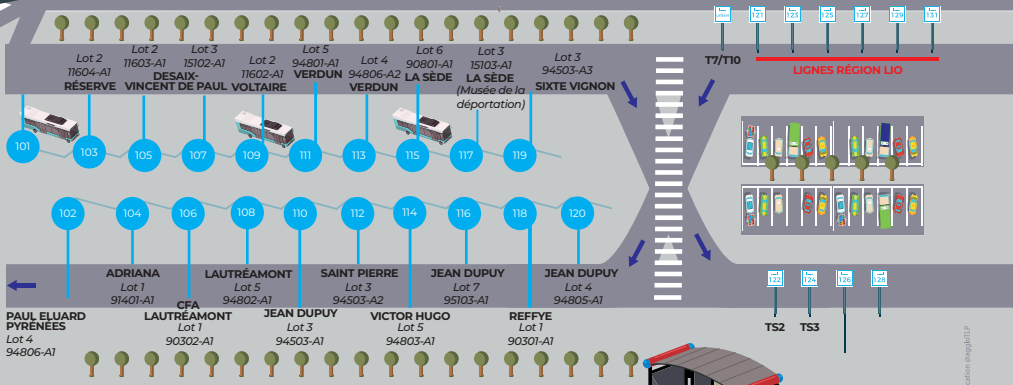 121
123
125
127
129
131
T7/T10
LIGNES RÉGION LIO
Lot 2
11604-A1
RÉSERVE
Lot 2
11603-A1
DESAIX-
Lot 3
15102-A1
VINCENT DE PAUL
Lot 2
11602-A1
VOLTAIRE
Lot 5
94801-A1
VERDUN
Lot 4
94806-A2
VERDUN
Lot 6
90801-A1
LA SÈDE
Lot 3
15103-A1
LA SÈDE
(Musée de la
déportation)
Lot 3
94503-A3
SIXTE VIGNON
101
103
105
107
109
111
113
115
117
119
102
104
106
108
110
112
114
116
118
120
PAUL ELUARD
PYRÉNÉES
Lot 4
94806-A1
ADRIANA
Lot 1
91401-A1
CFA
LAUTRÉAMONT
Lot 1
90302-A1
LAUTRÉAMONT
Lot 5
94802-A1
JEAN DUPUY
Lot 3
94503-A1
SAINT PIERRE
Lot 3
94503-A2
VICTOR HUGO
Lot 5
94803-A1
JEAN DUPUY
Lot 7
95103-A1
REFFYE
Lot 1
90301-A1
JEAN DUPUY
Lot 4
94805-A1
122
124
126
128
TS2
TS3
cation @aggloTLP